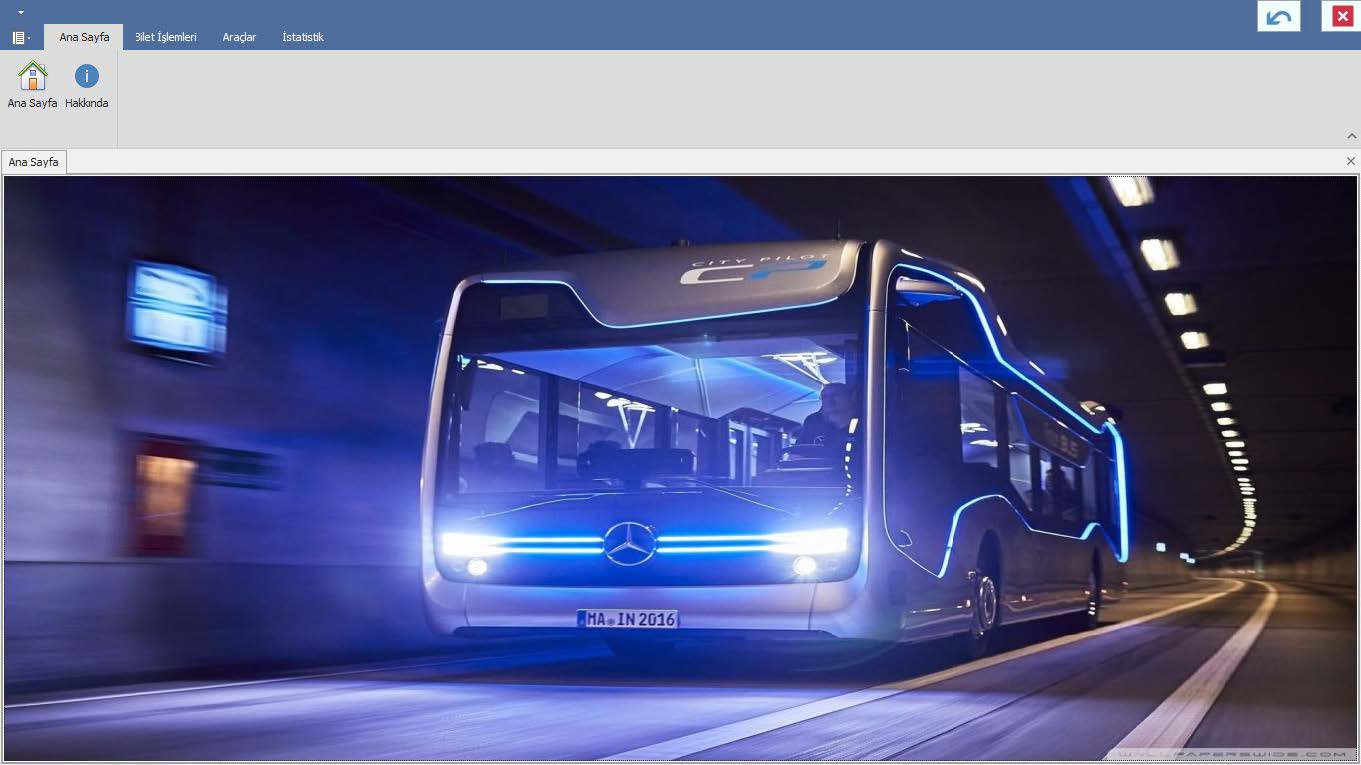 Ana Sayfa
Bilet İşlemleri
Araçlar
İstatistik
Ana Sayfa
Hakkında
Ana Sayfa
CITY PILOT
CP
MA IN 2016
WALLPAPERSWIDE.COM